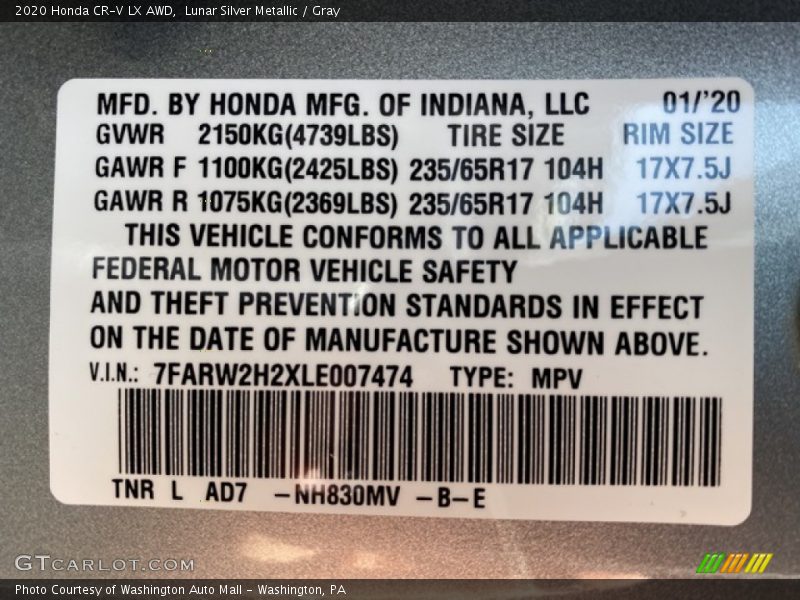 2020 Honda CR-V LX AWD, Lunar Silver Metallic / Gray
MFD. BY HONDA MFG. OF INDIANA, LLC 01/'20
GVWR 2150KG(4739LBS) TIRE SIZE RIM SIZE
GAWR F 1100KG(2425LBS) 235/65R17 104H 17X7.5J
GAWR R 1075KG(2369LBS) 235/65R17 104H 17X7.5J
THIS VEHICLE CONFORMS TO ALL APPLICABLE
FEDERAL MOTOR VEHICLE SAFETY
AND THEFT PREVENTION STANDARDS IN EFFECT
ON THE DATE OF MANUFACTURE SHOWN ABOVE.
V.I.N.: 7FARW2H2XLE007474 TYPE: MPV
TNR L AD7 -NH830MV -B-E
GTCARLOT.COM
Photo Courtesy of Washington Auto Mall - Washington, PA